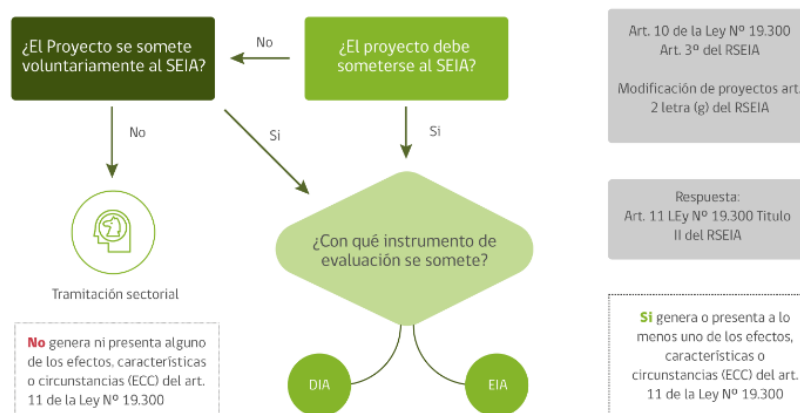 ¿El Proyecto se somete
voluntariamente al SEIA?
No
¿El proyecto debe
someterse al SEIA?
Art. 10 de la Ley Nº 19.300
Art. 3º del RSEIA
Modificación de proyectos art.
2 letra (g) del RSEIA
No
Si
Si
Tramitación sectorial
¿Con qué instrumento de
evaluación se somete?
Respuesta:
Art. 11 LEy Nº 19.300 Titulo
II del RSEIA
No genera ni presenta alguno
de los efectos, características
o circunstancias (ECC) del art.
11 de la Ley Nº 19.300
DIA
EIA
Si genera o presenta a lo
menos uno de los efectos,
características o
circunstancias (ECC) del art.
11 de la Ley Nº 19.300